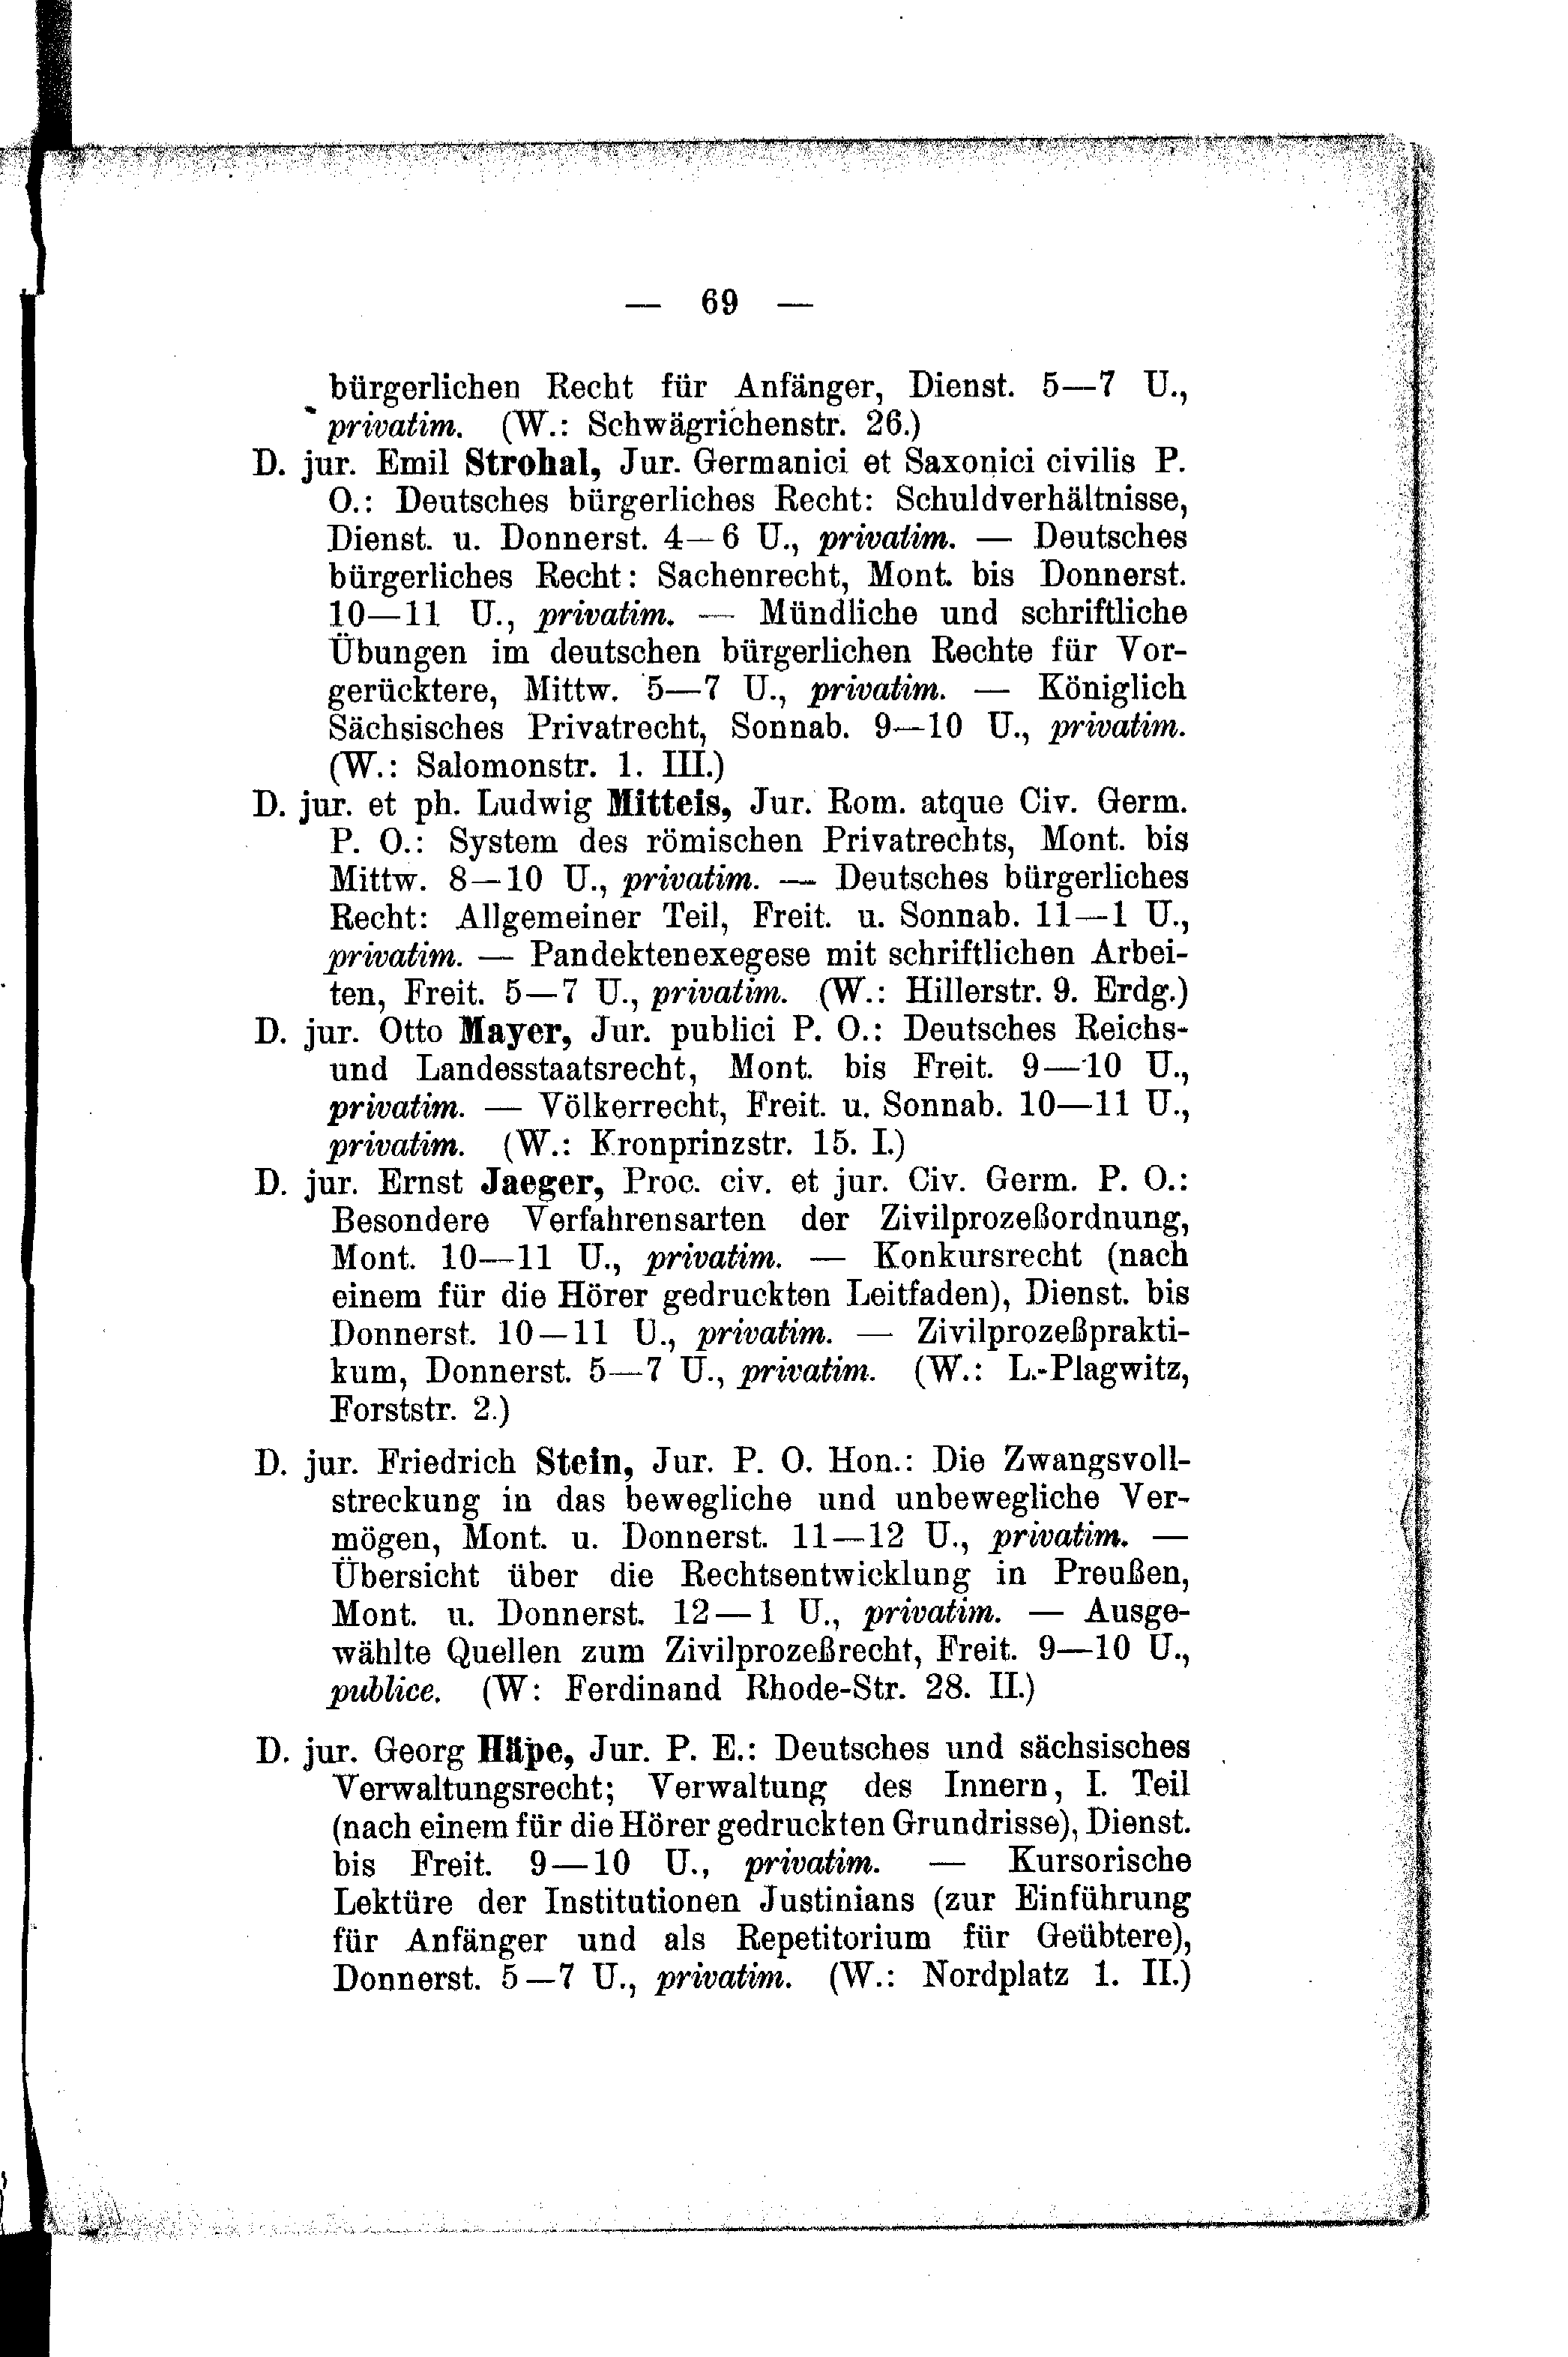 — 69 —
bürgerlichen Recht für Anfänger, Dienst. 5—7 U.,
privatim. (W.: Schwägrichenstr. 26.)
D. jur. Emil Strohal, Jur. Germanici et Saxonici civilis P.
O.: Deutsches bürgerliches Recht: Schuldverhältnisse,
Dienst. u. Donnerst. 4—6 U., privatim. — Deutsches
bürgerliches Recht: Sachenrecht, Mont. bis Donnerst.
10—11 U., privatim. — Mündliche und schriftliche
Übungen im deutschen bürgerlichen Rechte für Vor-
gerücktere, Mittw. 5—7 U., privatim. — Königlich
Sächsisches Privatrecht, Sonnab. 9—10 U., privatim.
(W.: Salomonstr. 1. III.)
D. jur. et ph. Ludwig Mitteis, Jur. Rom. atque Civ. Germ.
P. O.: System des römischen Privatrechts, Mont. bis
Mittw. 8—10 U., privatim. — Deutsches bürgerliches
Recht: Allgemeiner Teil, Freit. u. Sonnab. 11—1 U.,
privatim. — Pandektenexegese mit schriftlichen Arbei-
ten, Freit. 5—7 U., privatim. (W.: Hillerstr. 9. Erdg.)
D. jur. Otto Mayer, Jur. publici P. O.: Deutsches Reichs-
und Landesstaatsrecht, Mont. bis Freit. 9—10 U.,
privatim. — Völkerrecht, Freit. u. Sonnab. 10—11 U.,
privatim. (W.: Kronprinzstr. 15. I.)
D. jur. Ernst Jaeger, Proc. civ. et jur. Civ. Germ. P. O.:
Besondere Verfahrensarten der Zivilprozeßordnung,
Mont. 10—11 U., privatim. — Konkursrecht (nach
einem für die Hörer gedruckten Leitfaden), Dienst. bis
Donnerst. 10—11 U., privatim. — Zivilprozeßprakti-
kum, Donnerst. 5—7 U., privatim. (W.: L.-Plagwitz,
Forststr. 2.)
D. jur. Friedrich Stein, Jur. P. O. Hon.: Die Zwangsvoll-
streckung in das bewegliche und unbewegliche Ver-
mögen, Mont. u. Donnerst. 11—12 U., privatim. —
Übersicht über die Rechtsentwicklung in Preußen,
Mont. u. Donnerst. 12—1 U., privatim. — Ausge-
wählte Quellen zum Zivilprozeßrecht, Freit. 9—10 U.,
publice. (W: Ferdinand Rhode-Str. 28. II.)
D. jur. Georg Häpe, Jur. P. E.: Deutsches und sächsisches
Verwaltungsrecht; Verwaltung des Innern, I. Teil
(nach einem für die Hörer gedruckten Grundrisse), Dienst.
bis Freit. 9—10 U., privatim. — Kursorische
Lektüre der Institutionen Justinians (zur Einführung
für Anfänger und als Repetitorium für Geübtere),
Donnerst. 5—7 U., privatim. (W.: Nordplatz 1. II.)